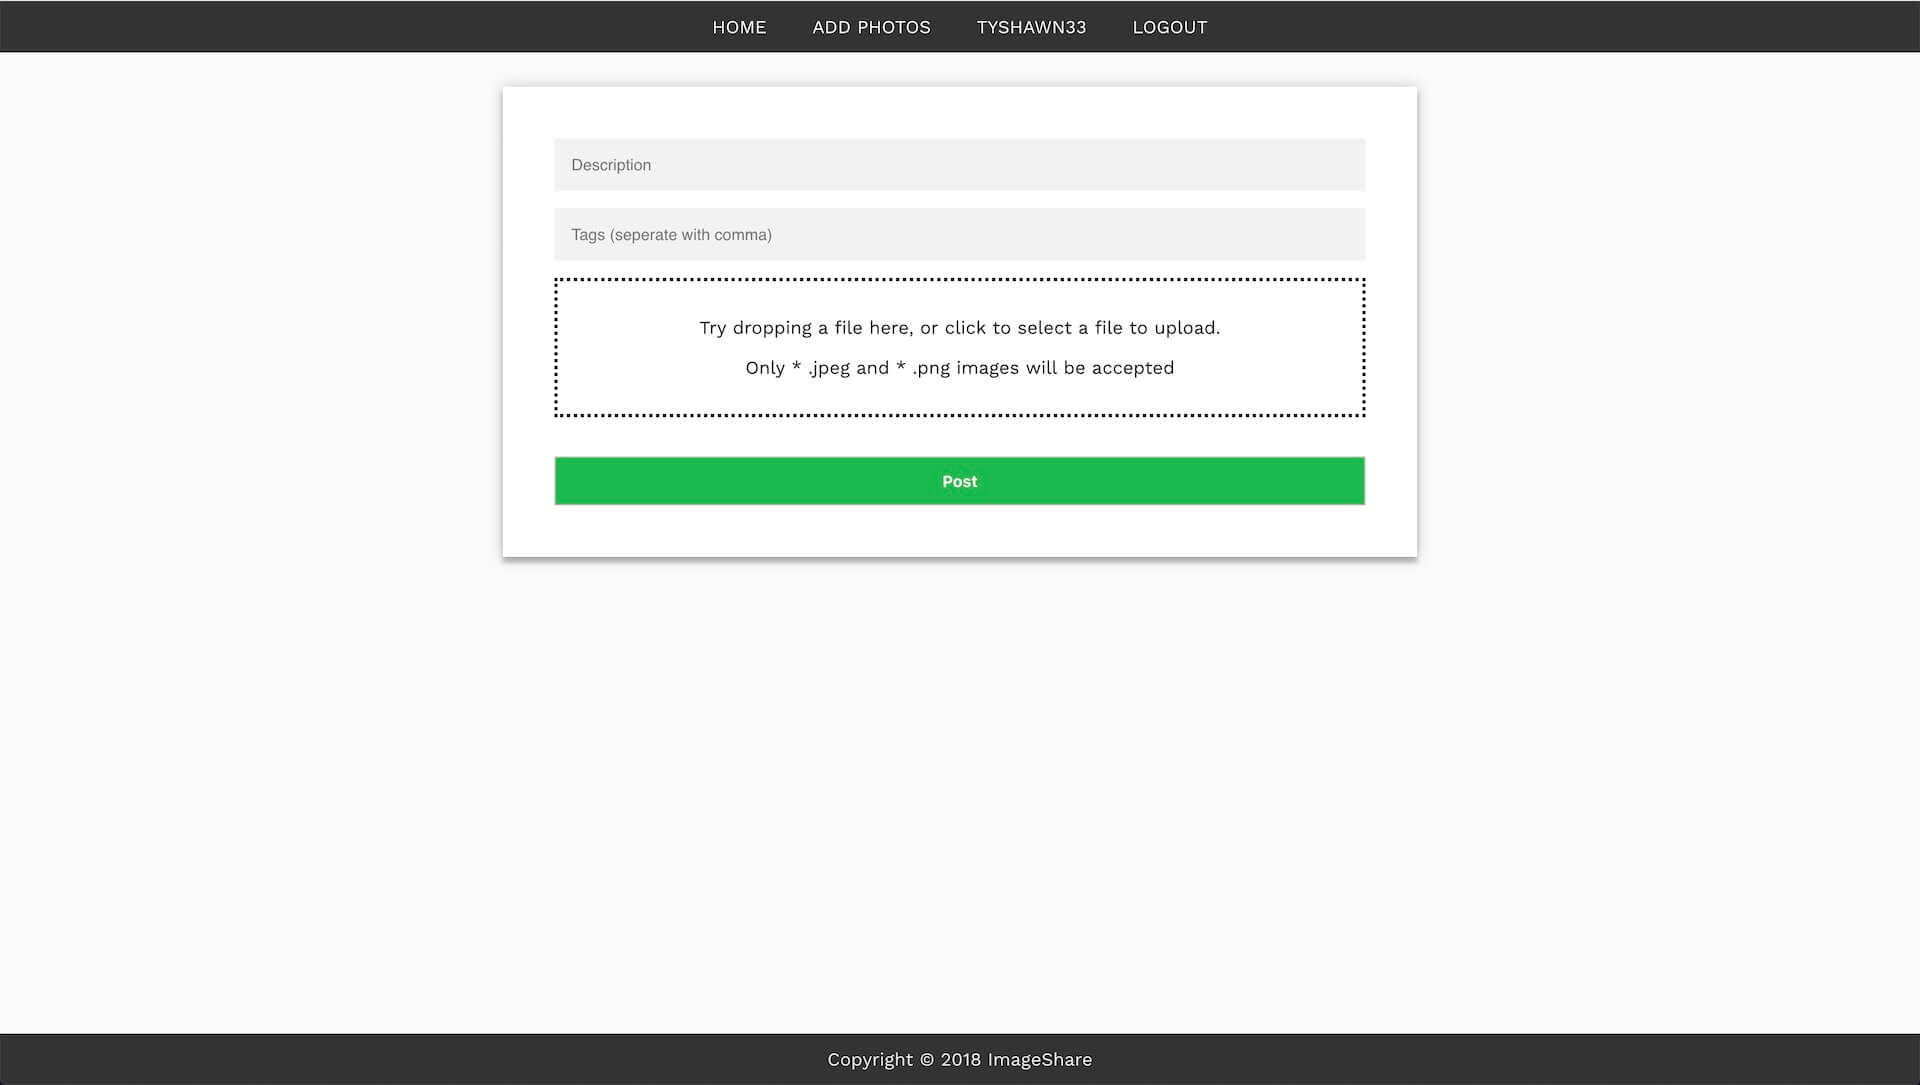 HOME ADD PHOTOS TYSHAWN33 LOGOUT
Description
Tags (seperate with comma)
Try dropping a file here, or click to select a file to upload.
Only * .jpeg and * .png images will be accepted
Post
Copyright © 2018 ImageShare